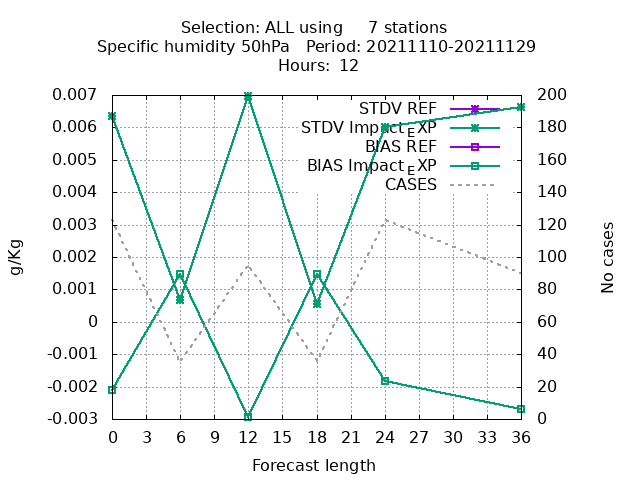 Selection: ALL using 7 stations
Specific humidity 50hPa Period: 20211110-20211129
Hours: 12
STDV REF
STDV Impact_EXP
BIAS REF
BIAS Impact_EXP
CASES
g/Kg
0.007
0.006
0.005
0.004
0.003
0.002
0.001
0
-0.001
-0.002
-0.003
200
180
160
140
120
100
80
60
40
20
0
No cases
0 3 6 9 12 15 18 21 24 27 30 33 36
Forecast length